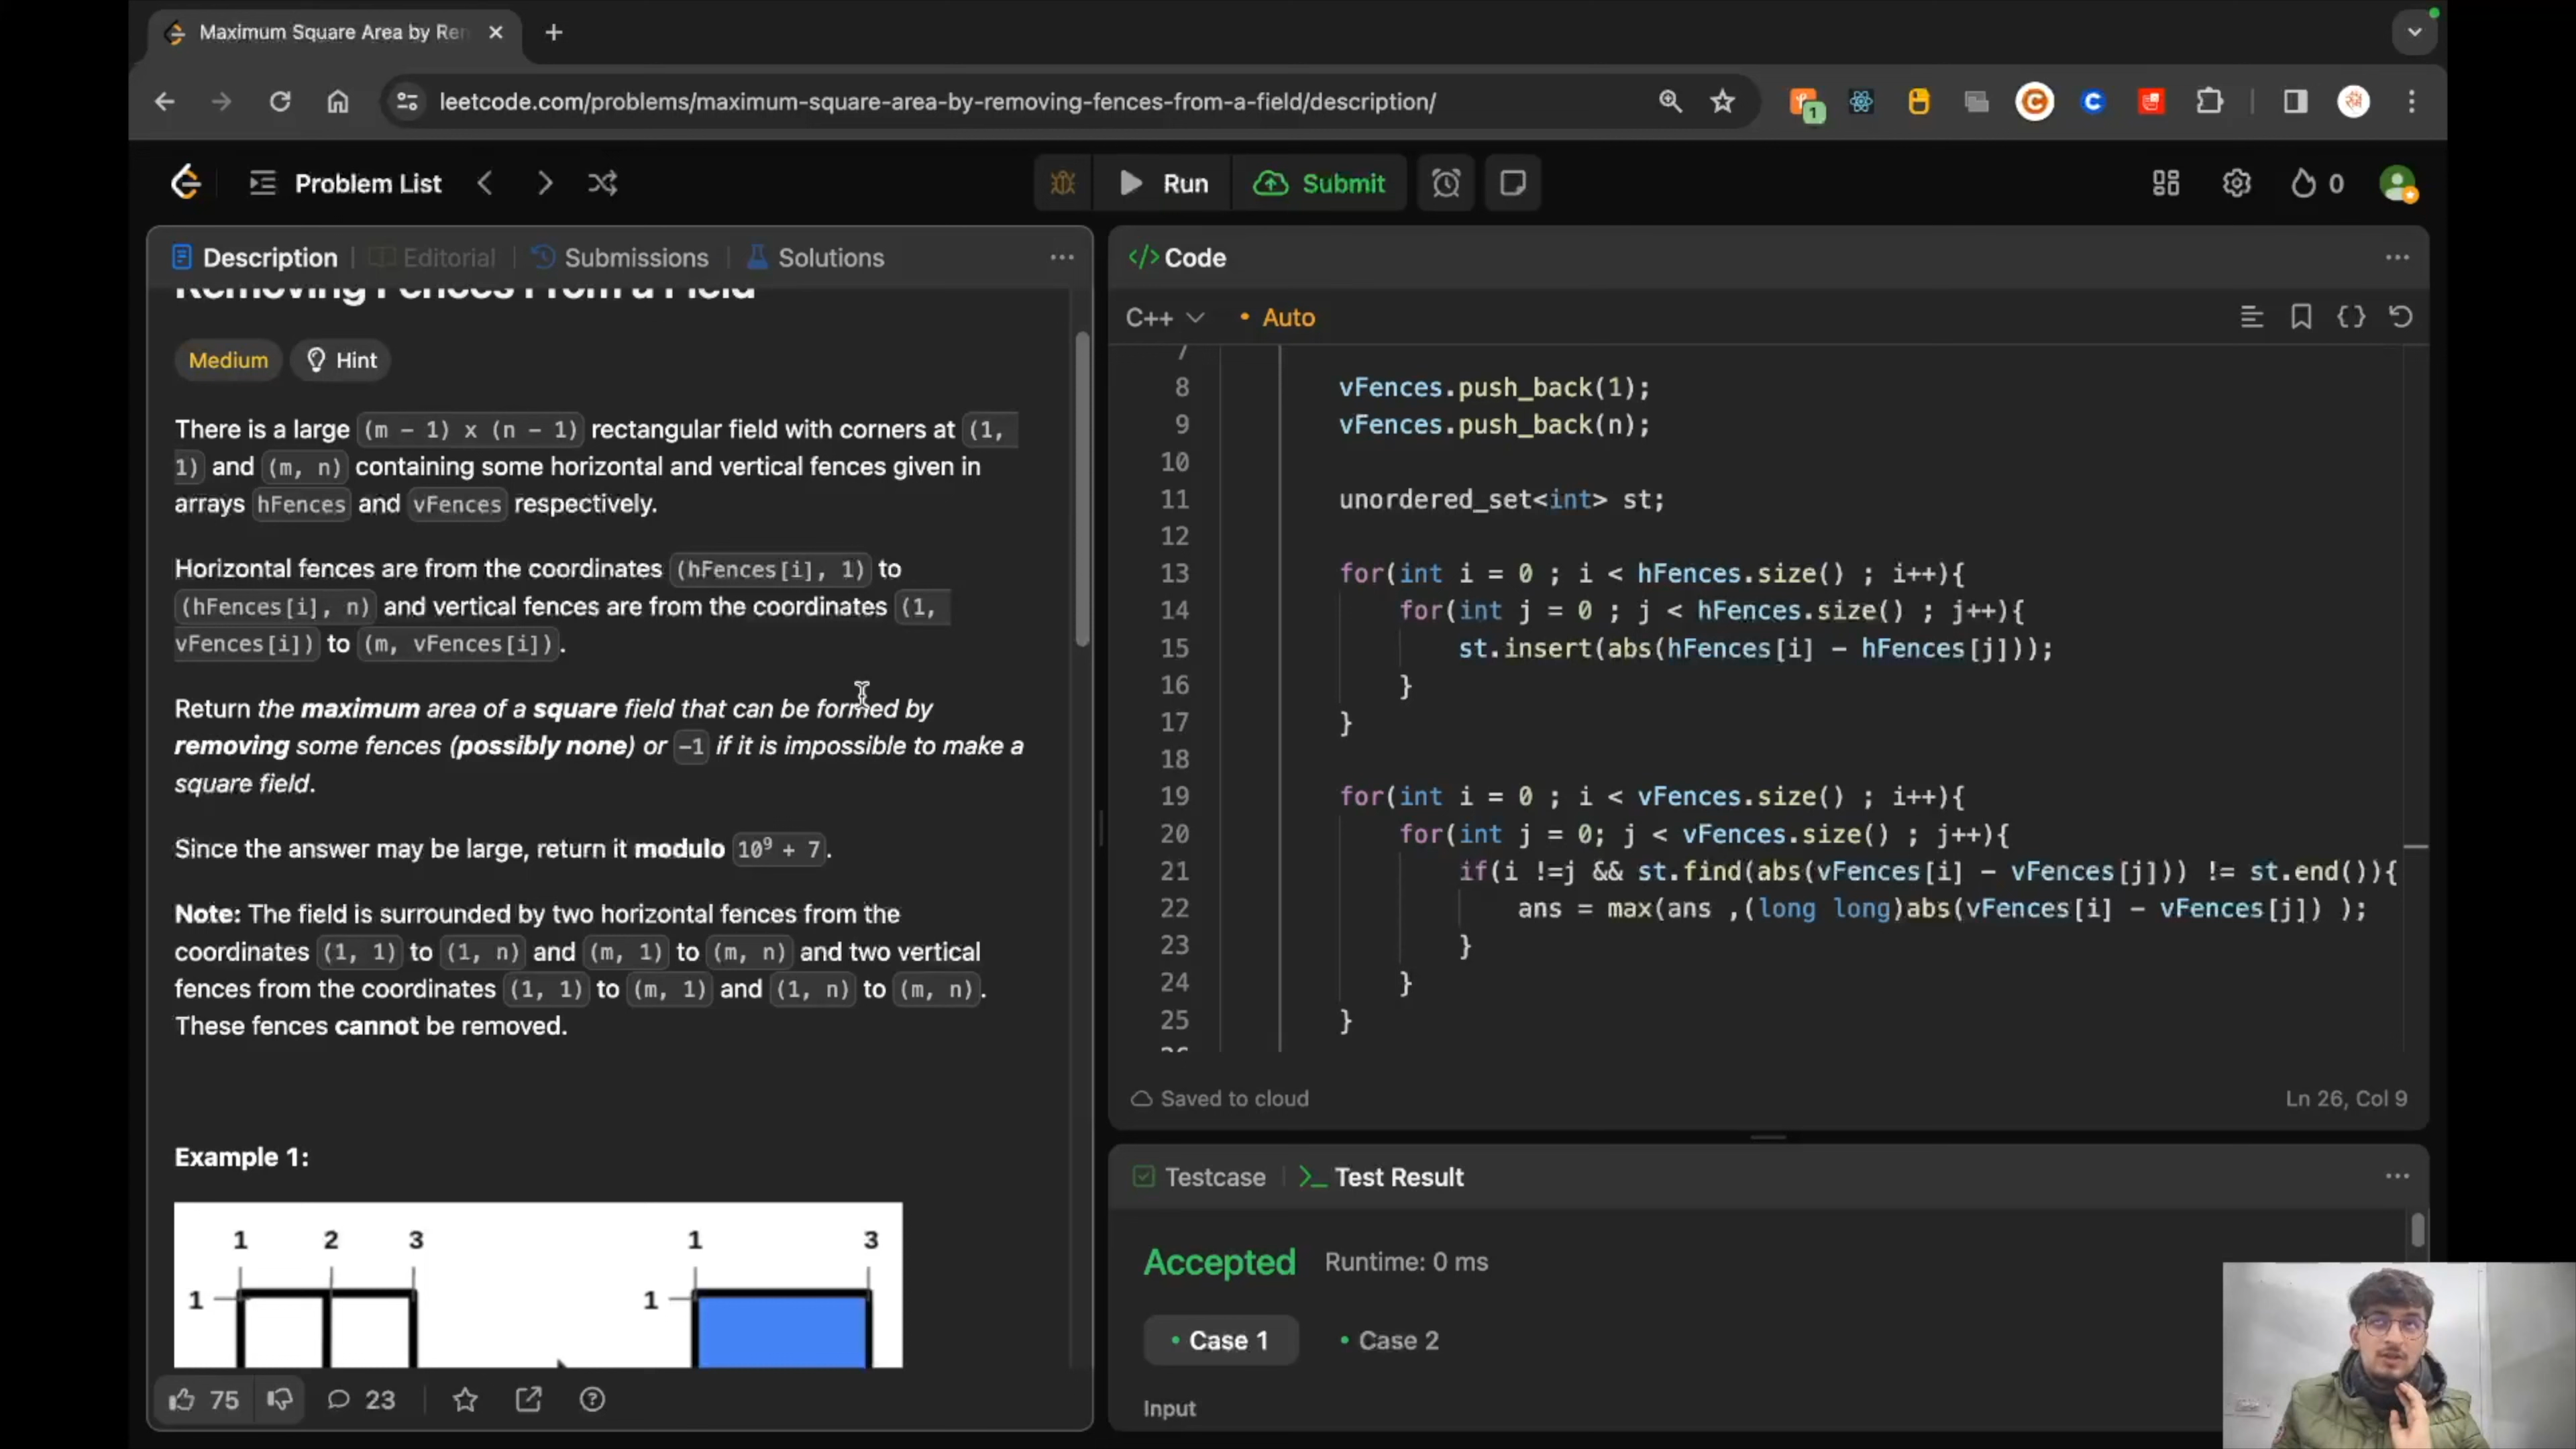 Maximum Square Area by Rem
leetcode.com/problems/maximum-square-area-by-removing-fences-from-a-field/description/
1
Problem List
Run
Submit
0
Description
Editorial
Submissions
Solutions
Removing Fences From a Field
Medium
Hint
There is a large (m - 1) x (n - 1) rectangular field with corners at (1,
1) and (m, n) containing some horizontal and vertical fences given in
arrays hFences and vFences respectively.
Horizontal fences are from the coordinates (hFences[i], 1) to
(hFences[i], n) and vertical fences are from the coordinates (1,
vFences[i]) to (m, vFences[i]).
Return the maximum area of a square field that can be formed by
removing some fences (possibly none) or -1 if it is impossible to make a
square field.
Since the answer may be large, return it modulo 10⁹ + 7.
Note: The field is surrounded by two horizontal fences from the
coordinates (1, 1) to (1, n) and (m, 1) to (m, n) and two vertical
fences from the coordinates (1, 1) to (m, 1) and (1, n) to (m, n).
These fences cannot be removed.
Example 1:
1 2 3 1 3
1 1
75
23
</> Code
C++
Auto
7
8 vFences.push_back(1);
9 vFences.push_back(n);
10
11 unordered_set<int> st;
12
13 for(int i = 0 ; i < hFences.size() ; i++){
14 for(int j = 0 ; j < hFences.size() ; j++){
15 st.insert(abs(hFences[i] - hFences[j]));
16 }
17 }
18
19 for(int i = 0 ; i < vFences.size() ; i++){
20 for(int j = 0; j < vFences.size() ; j++){
21 if(i !=j && st.find(abs(vFences[i] - vFences[j])) != st.end()){
22 ans = max(ans ,(long long)abs(vFences[i] - vFences[j]) );
23 }
24 }
25 }
26
Saved to cloud
Ln 26, Col 9
Testcase
Test Result
Accepted
Runtime: 0 ms
Case 1
Case 2
Input